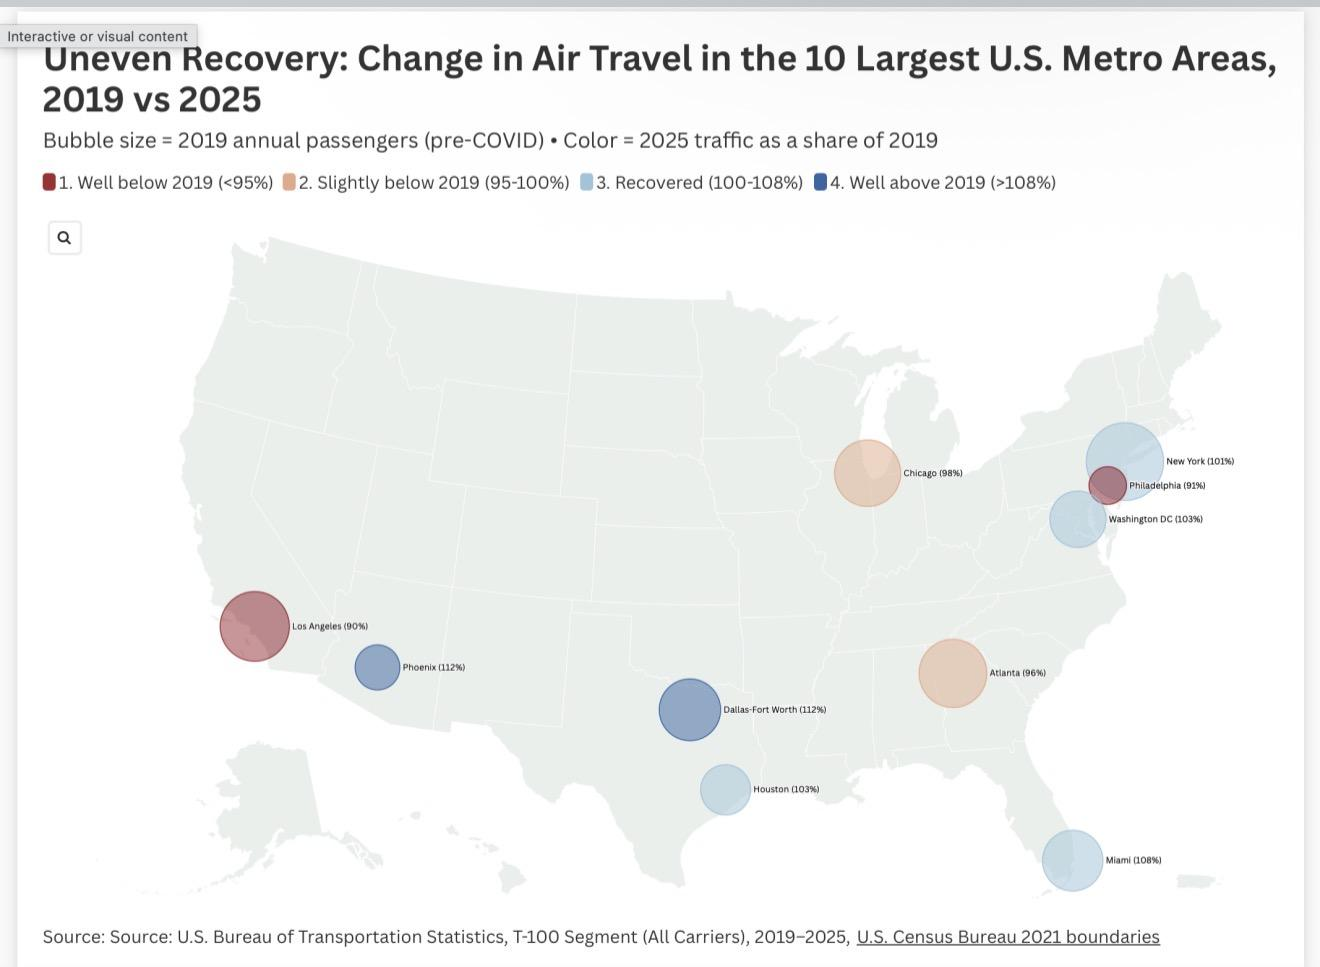 Interactive or visual content
Uneven Recovery: Change in Air Travel in the 10 Largest U.S. Metro Areas,
2019 vs 2025
Bubble size = 2019 annual passengers (pre-COVID) • Color = 2025 traffic as a share of 2019
1. Well below 2019 (<95%) 2. Slightly below 2019 (95-100%) 3. Recovered (100-108%) 4. Well above 2019 (>108%)
New York (101%)
Chicago (98%)
Philadelphia (91%)
Washington DC (103%)
Los Angeles (90%)
Phoenix (112%)
Atlanta (96%)
Dallas-Fort Worth (112%)
Houston (103%)
Miami (108%)
Source: Source: U.S. Bureau of Transportation Statistics, T-100 Segment (All Carriers), 2019–2025, U.S. Census Bureau 2021 boundaries